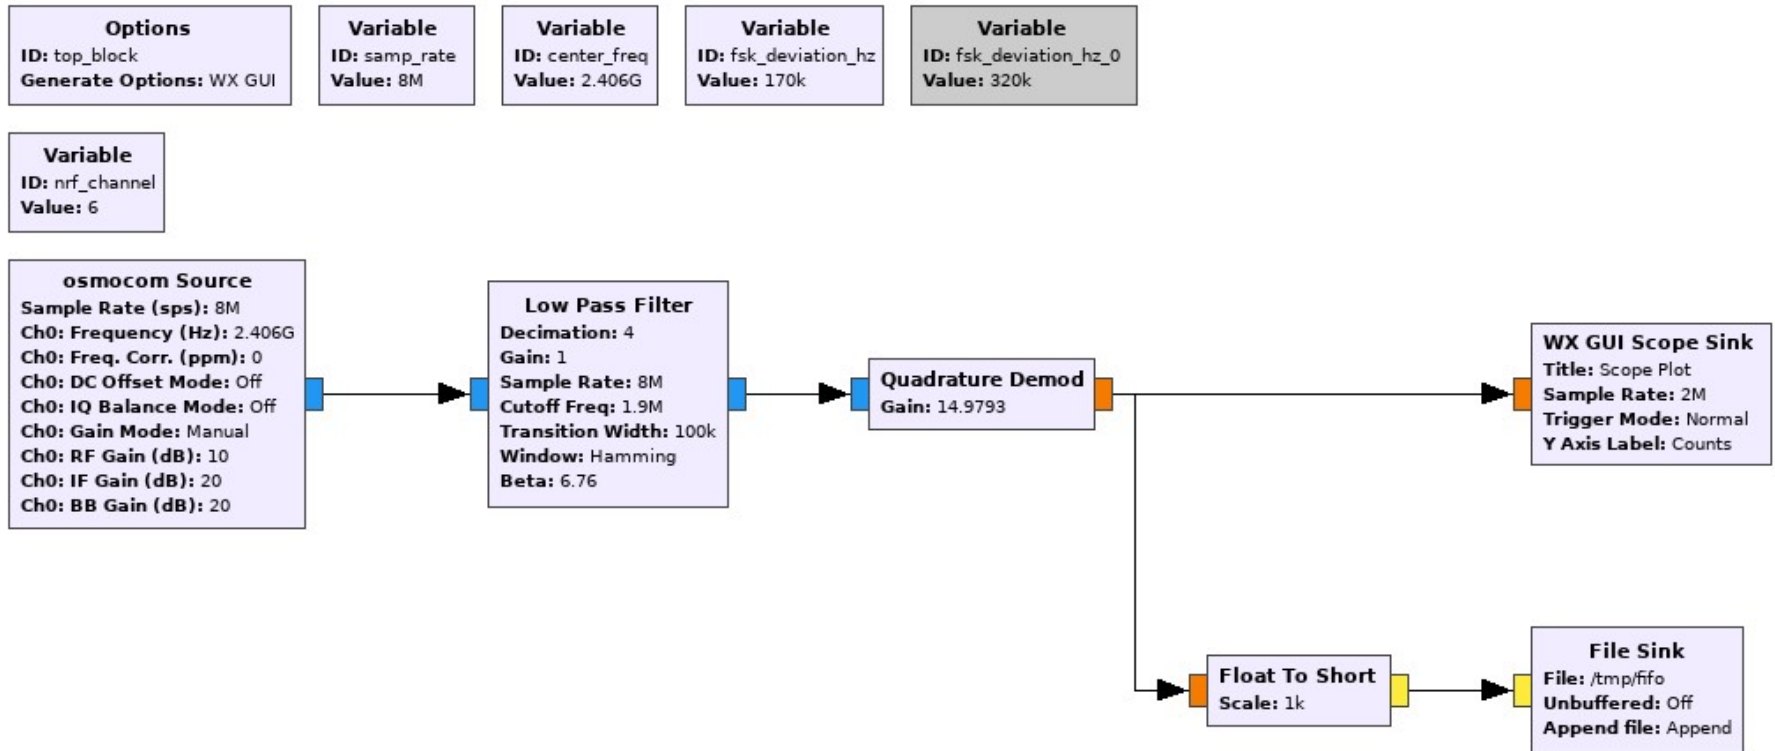 Options
ID: top_block
Generate Options: WX GUI
Variable
ID: samp_rate
Value: 8M
Variable
ID: center_freq
Value: 2.406G
Variable
ID: fsk_deviation_hz
Value: 170k
Variable
ID: fsk_deviation_hz_0
Value: 320k
Variable
ID: nrf_channel
Value: 6
osmocom Source
Sample Rate (sps): 8M
Ch0: Frequency (Hz): 2.406G
Ch0: Freq. Corr. (ppm): 0
Ch0: DC Offset Mode: Off
Ch0: IQ Balance Mode: Off
Ch0: Gain Mode: Manual
Ch0: RF Gain (dB): 10
Ch0: IF Gain (dB): 20
Ch0: BB Gain (dB): 20
Low Pass Filter
Decimation: 4
Gain: 1
Sample Rate: 8M
Cutoff Freq: 1.9M
Transition Width: 100k
Window: Hamming
Beta: 6.76
Quadrature Demod
Gain: 14.9793
WX GUI Scope Sink
Title: Scope Plot
Sample Rate: 2M
Trigger Mode: Normal
Y Axis Label: Counts
Float To Short
Scale: 1k
File Sink
File: /tmp/fifo
Unbuffered: Off
Append file: Append